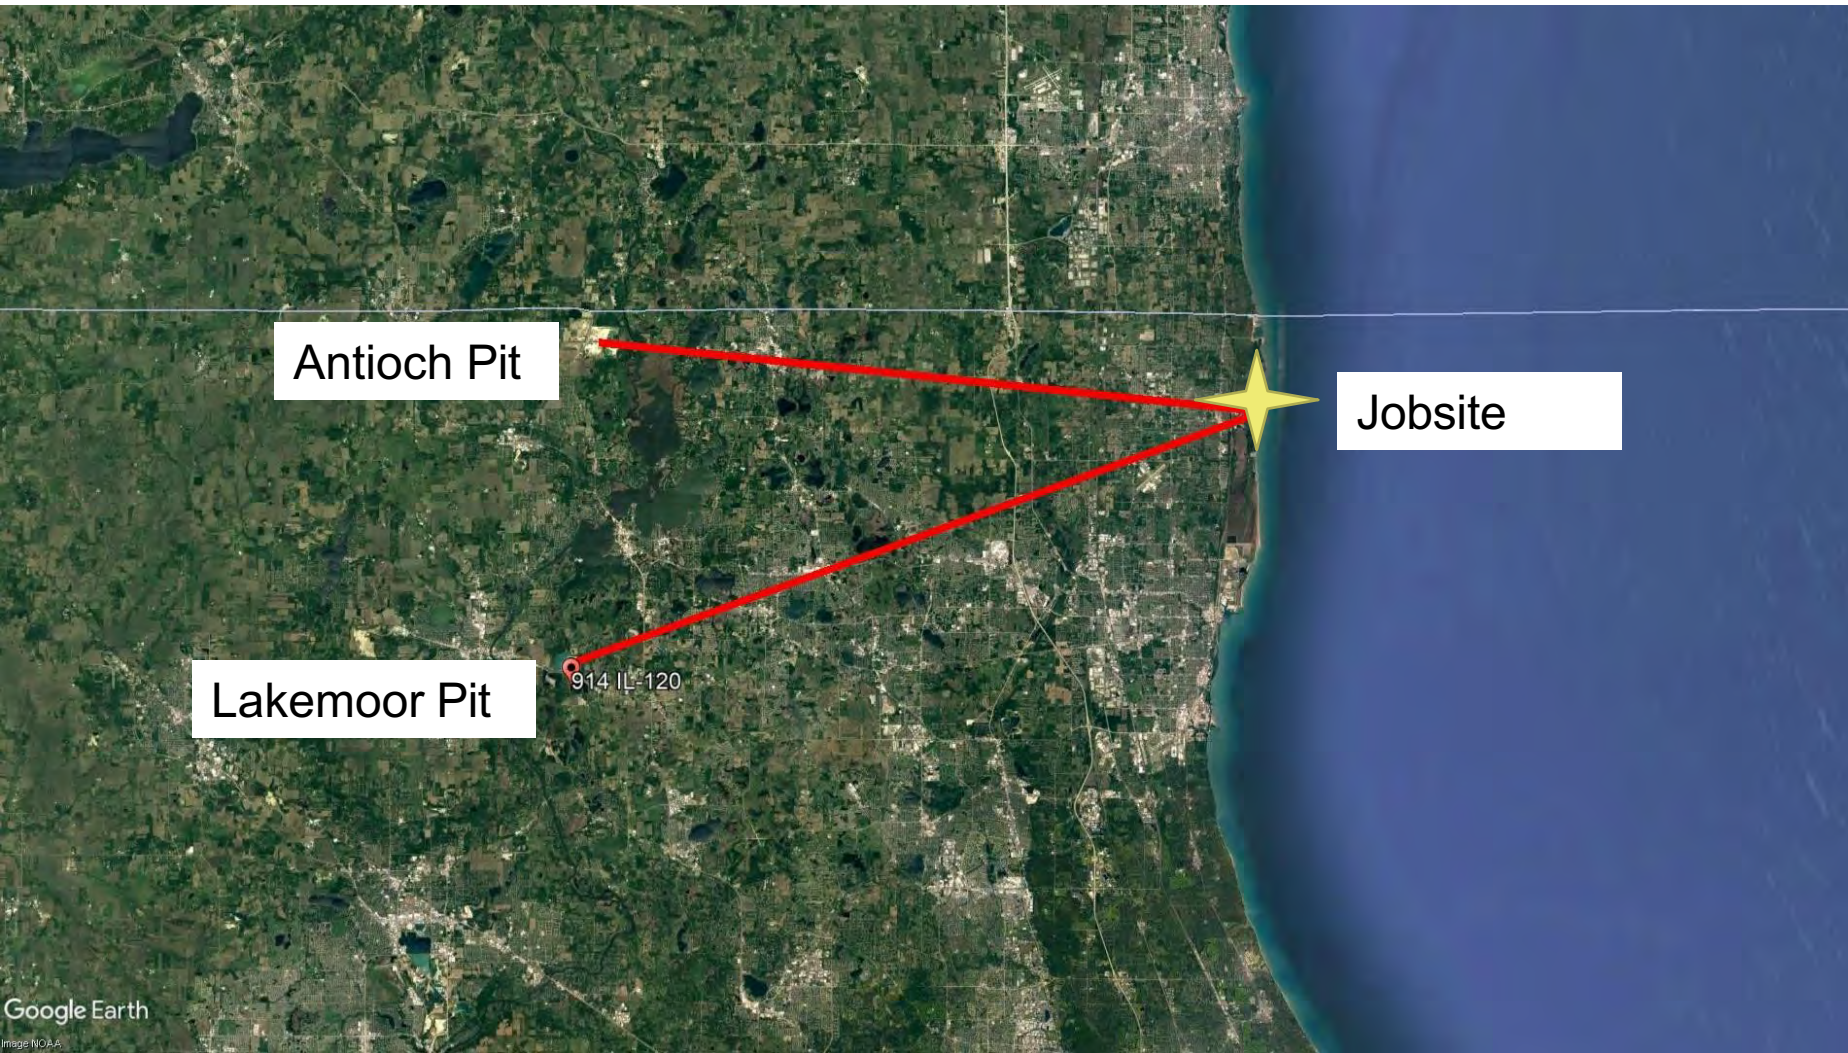 Antioch Pit
Jobsite
914 IL-120
Lakemoor Pit
Google Earth
Image NOAA